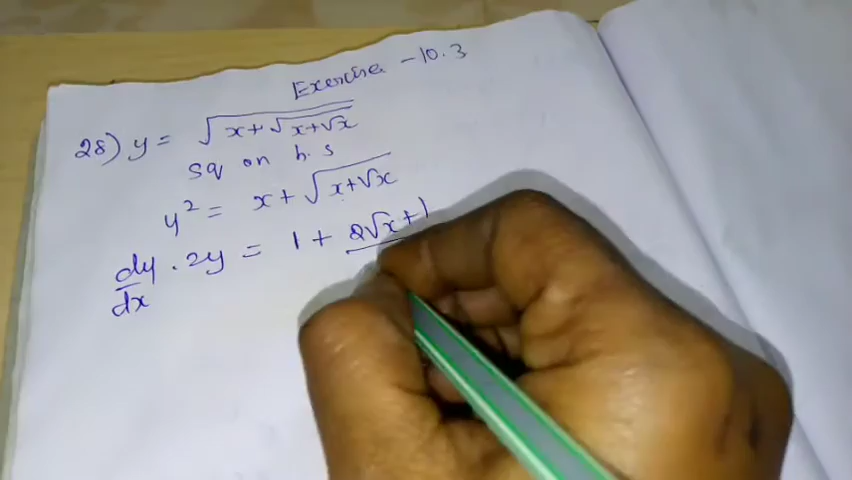 Exercise - 10.3
28) y = √(x+√(x+√x))
sq on b.s
y² = x + √(x+√x)
dy/dx . 2y = 1 + 2√x+1